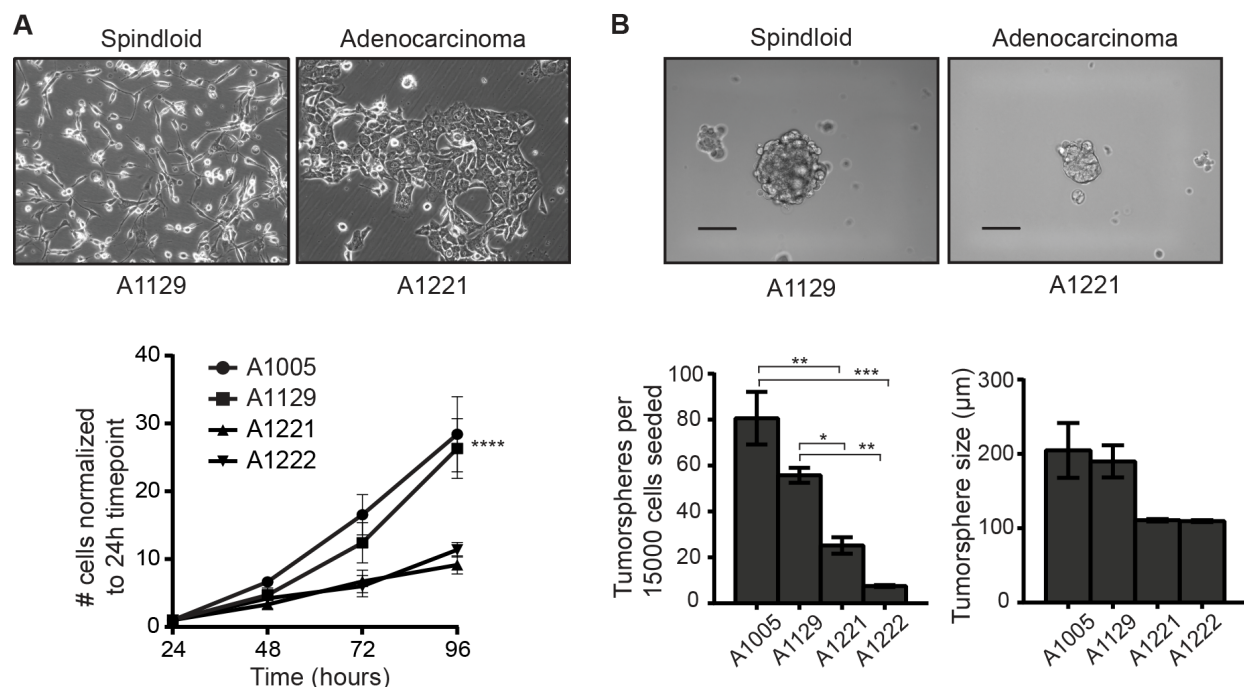 A
Spindloid
Adenocarcinoma
A1129
A1221
40
30
20
10
0
# cells normalized
to 24h timepoint
A1005
A1129
A1221
A1222
****
24
48
72
96
Time (hours)
B
Spindloid
Adenocarcinoma
A1129
A1221
100
80
60
40
20
0
Tumorspheres per
15000 cells seeded
**
***
*
**
A1005
A1129
A1221
A1222
300
200
100
0
Tumorsphere size (μm)
A1005
A1129
A1221
A1222